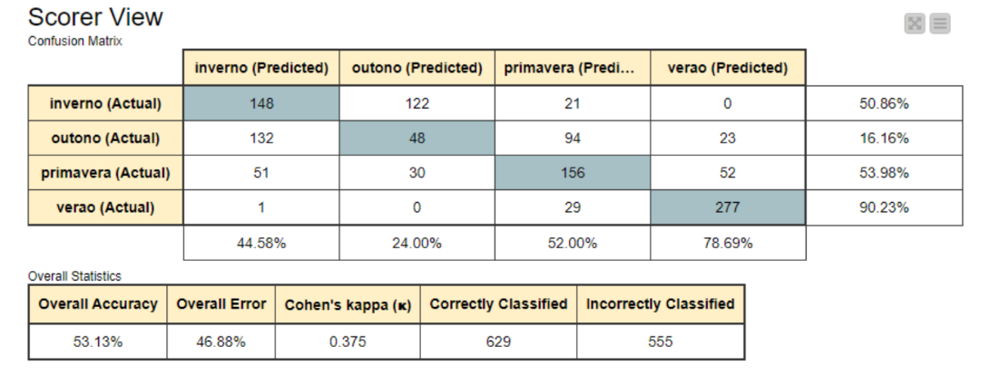 Scorer View
Confusion Matrix
inverno (Predicted) outono (Predicted) primavera (Predi... verao (Predicted)
inverno (Actual) 148 122 21 0 50.86%
outono (Actual) 132 48 94 23 16.16%
primavera (Actual) 51 30 156 52 53.98%
verao (Actual) 1 0 29 277 90.23%
44.58% 24.00% 52.00% 78.69%
Overall Statistics
Overall Accuracy Overall Error Cohen's kappa (κ) Correctly Classified Incorrectly Classified
53.13% 46.88% 0.375 629 555